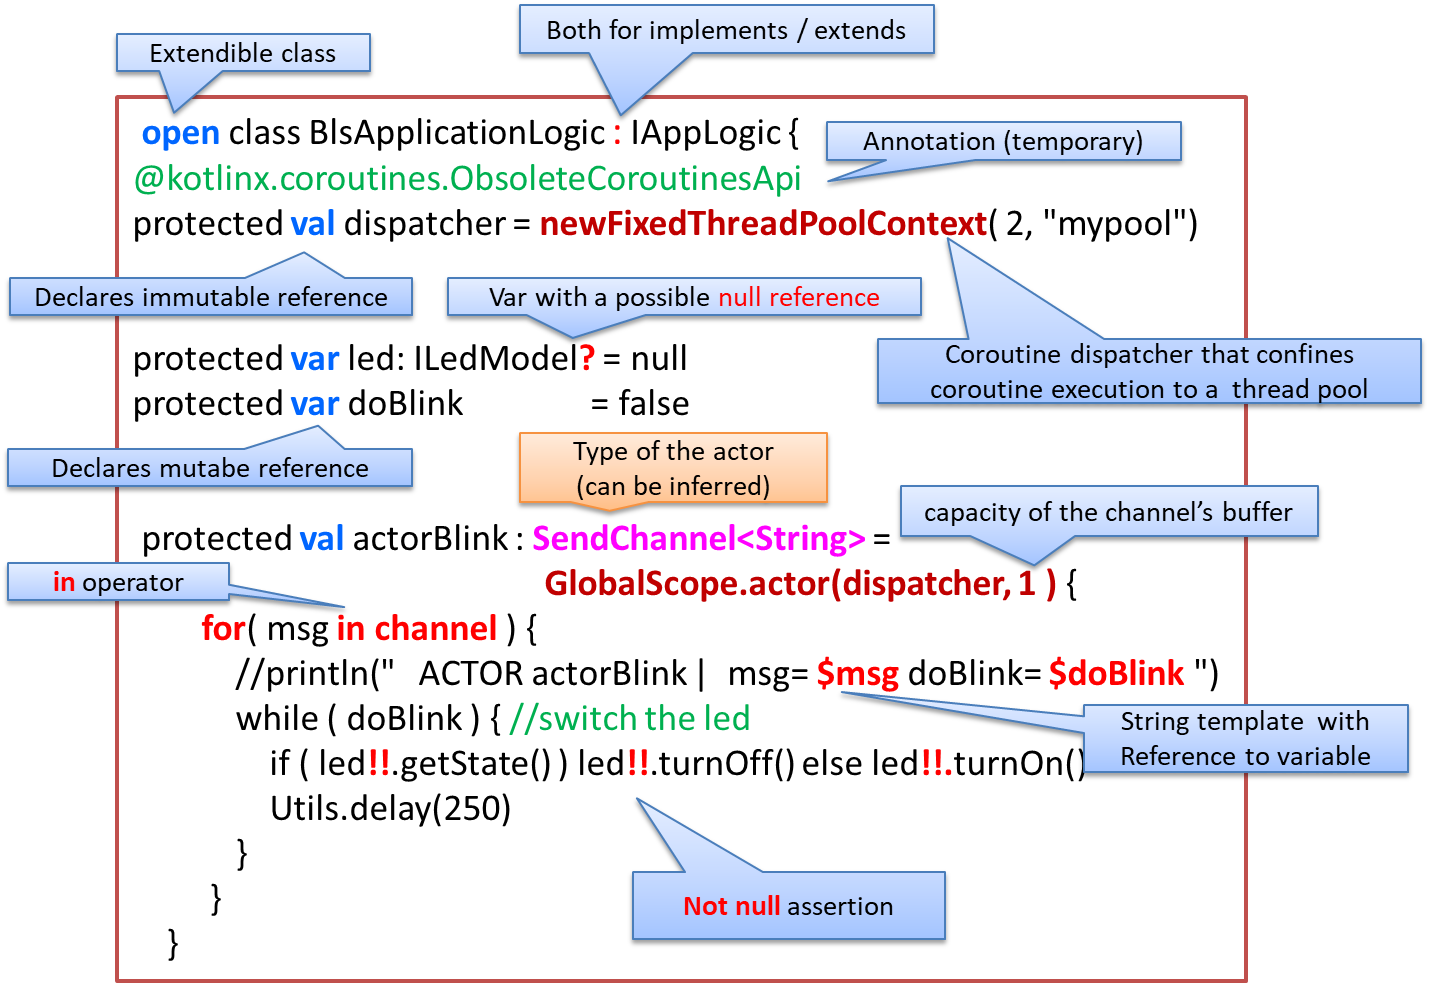 Both for implements / extends
Extendible class
open class BlsApplicationLogic : IAppLogic {
Annotation (temporary)
@kotlinx.coroutines.ObsoleteCoroutinesApi
protected val dispatcher = newFixedThreadPoolContext( 2, "mypool")
Declares immutable reference
Var with a possible null reference
Coroutine dispatcher that confines
coroutine execution to a thread pool
protected var led: ILedModel? = null
protected var doBlink = false
Declares mutabe reference
Type of the actor
(can be inferred)
capacity of the channel's buffer
protected val actorBlink : SendChannel<String> =
in operator
GlobalScope.actor(dispatcher, 1 ) {
for( msg in channel ) {
//println(" ACTOR actorBlink | msg= $msg doBlink= $doBlink ")
while ( doBlink ) { //switch the led
String template with
Reference to variable
if ( led!!.getState() ) led!!.turnOff() else led!!.turnOn()
Utils.delay(250)
}
Not null assertion
}
}